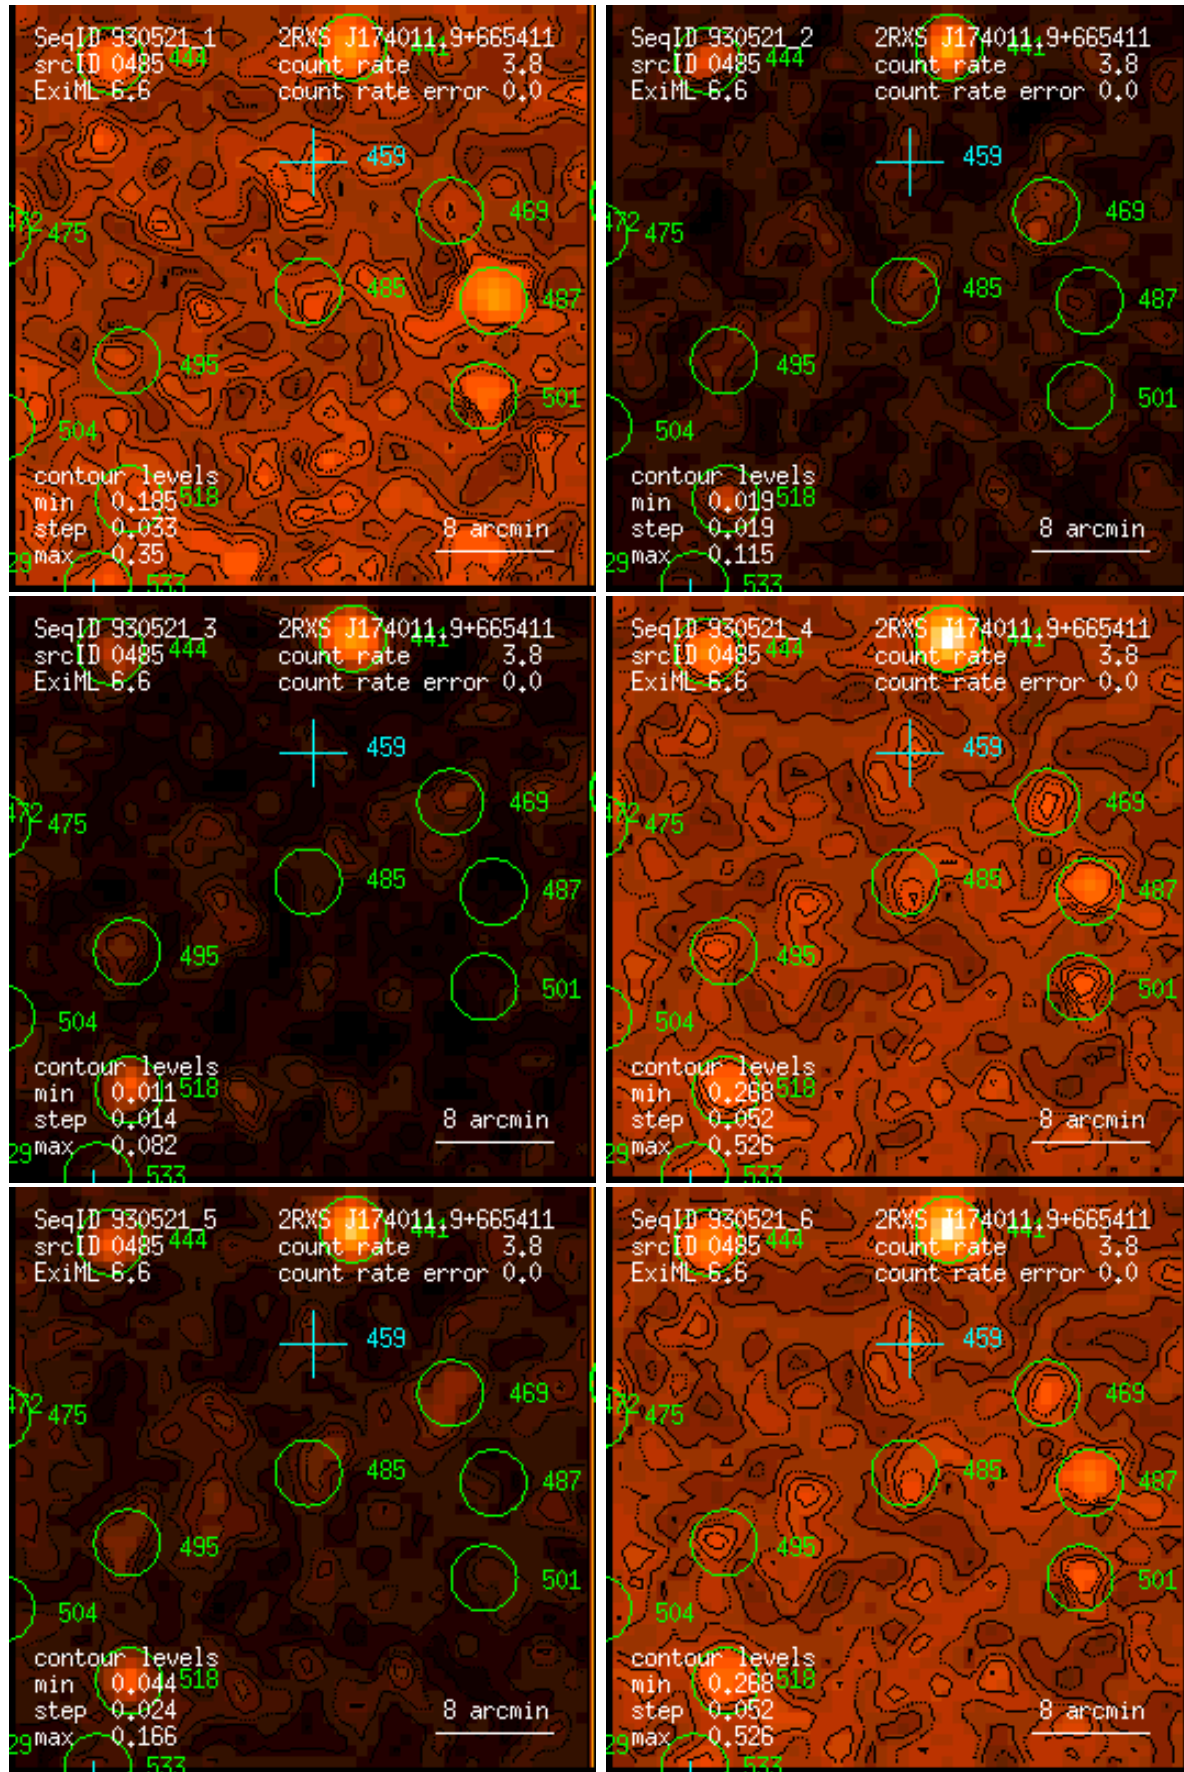 SeqID 930521_1 2RXS J174011.9+665411
srcID 0485 444 count rate 441 3.8
ExiML 6.6 count rate error 0.0
459
469
472 475
485
487
495
501
504
contour levels
min 0.185 518
step 0.033 8 arcmin
max 0.35
533
SeqID 930521_2 2RXS J174011.9+665411
srcID 0485 444 count rate 441 3.8
ExiML 6.6 count rate error 0.0
459
469
472 475
485
487
495
501
504
contour levels
min 0.019 518
step 0.019 8 arcmin
29 max 0.115
533
SeqID 930521_3 2RXS J174011.9+665411
srcID 0485 444 count rate 441 3.8
ExiML 6.6 count rate error 0.0
459
469
472 475
485
487
495
501
504
contour levels
min 0.011 518
step 0.014 8 arcmin
29 max 0.082
533
SeqID 930521_4 2RXS J174011.9+665411
srcID 0485 444 count rate 441 3.8
ExiML 6.6 count rate error 0.0
459
469
472 475
485
487
495
501
504
contour levels
min 0.268 518
step 0.052 8 arcmin
29 max 0.526
533
SeqID 930521_5 2RXS J174011.9+665411
srcID 0485 444 count rate 441 3.8
ExiML 6.6 count rate error 0.0
459
469
472 475
485
487
495
501
504
contour levels
min 0.044 518
step 0.024 8 arcmin
29 max 0.166
533
SeqID 930521_6 2RXS J174011.9+665411
srcID 0485 444 count rate 441 3.8
ExiML 6.6 count rate error 0.0
459
469
472 475
485
487
495
501
504
contour levels
min 0.268 518
step 0.052 8 arcmin
29 max 0.526
533